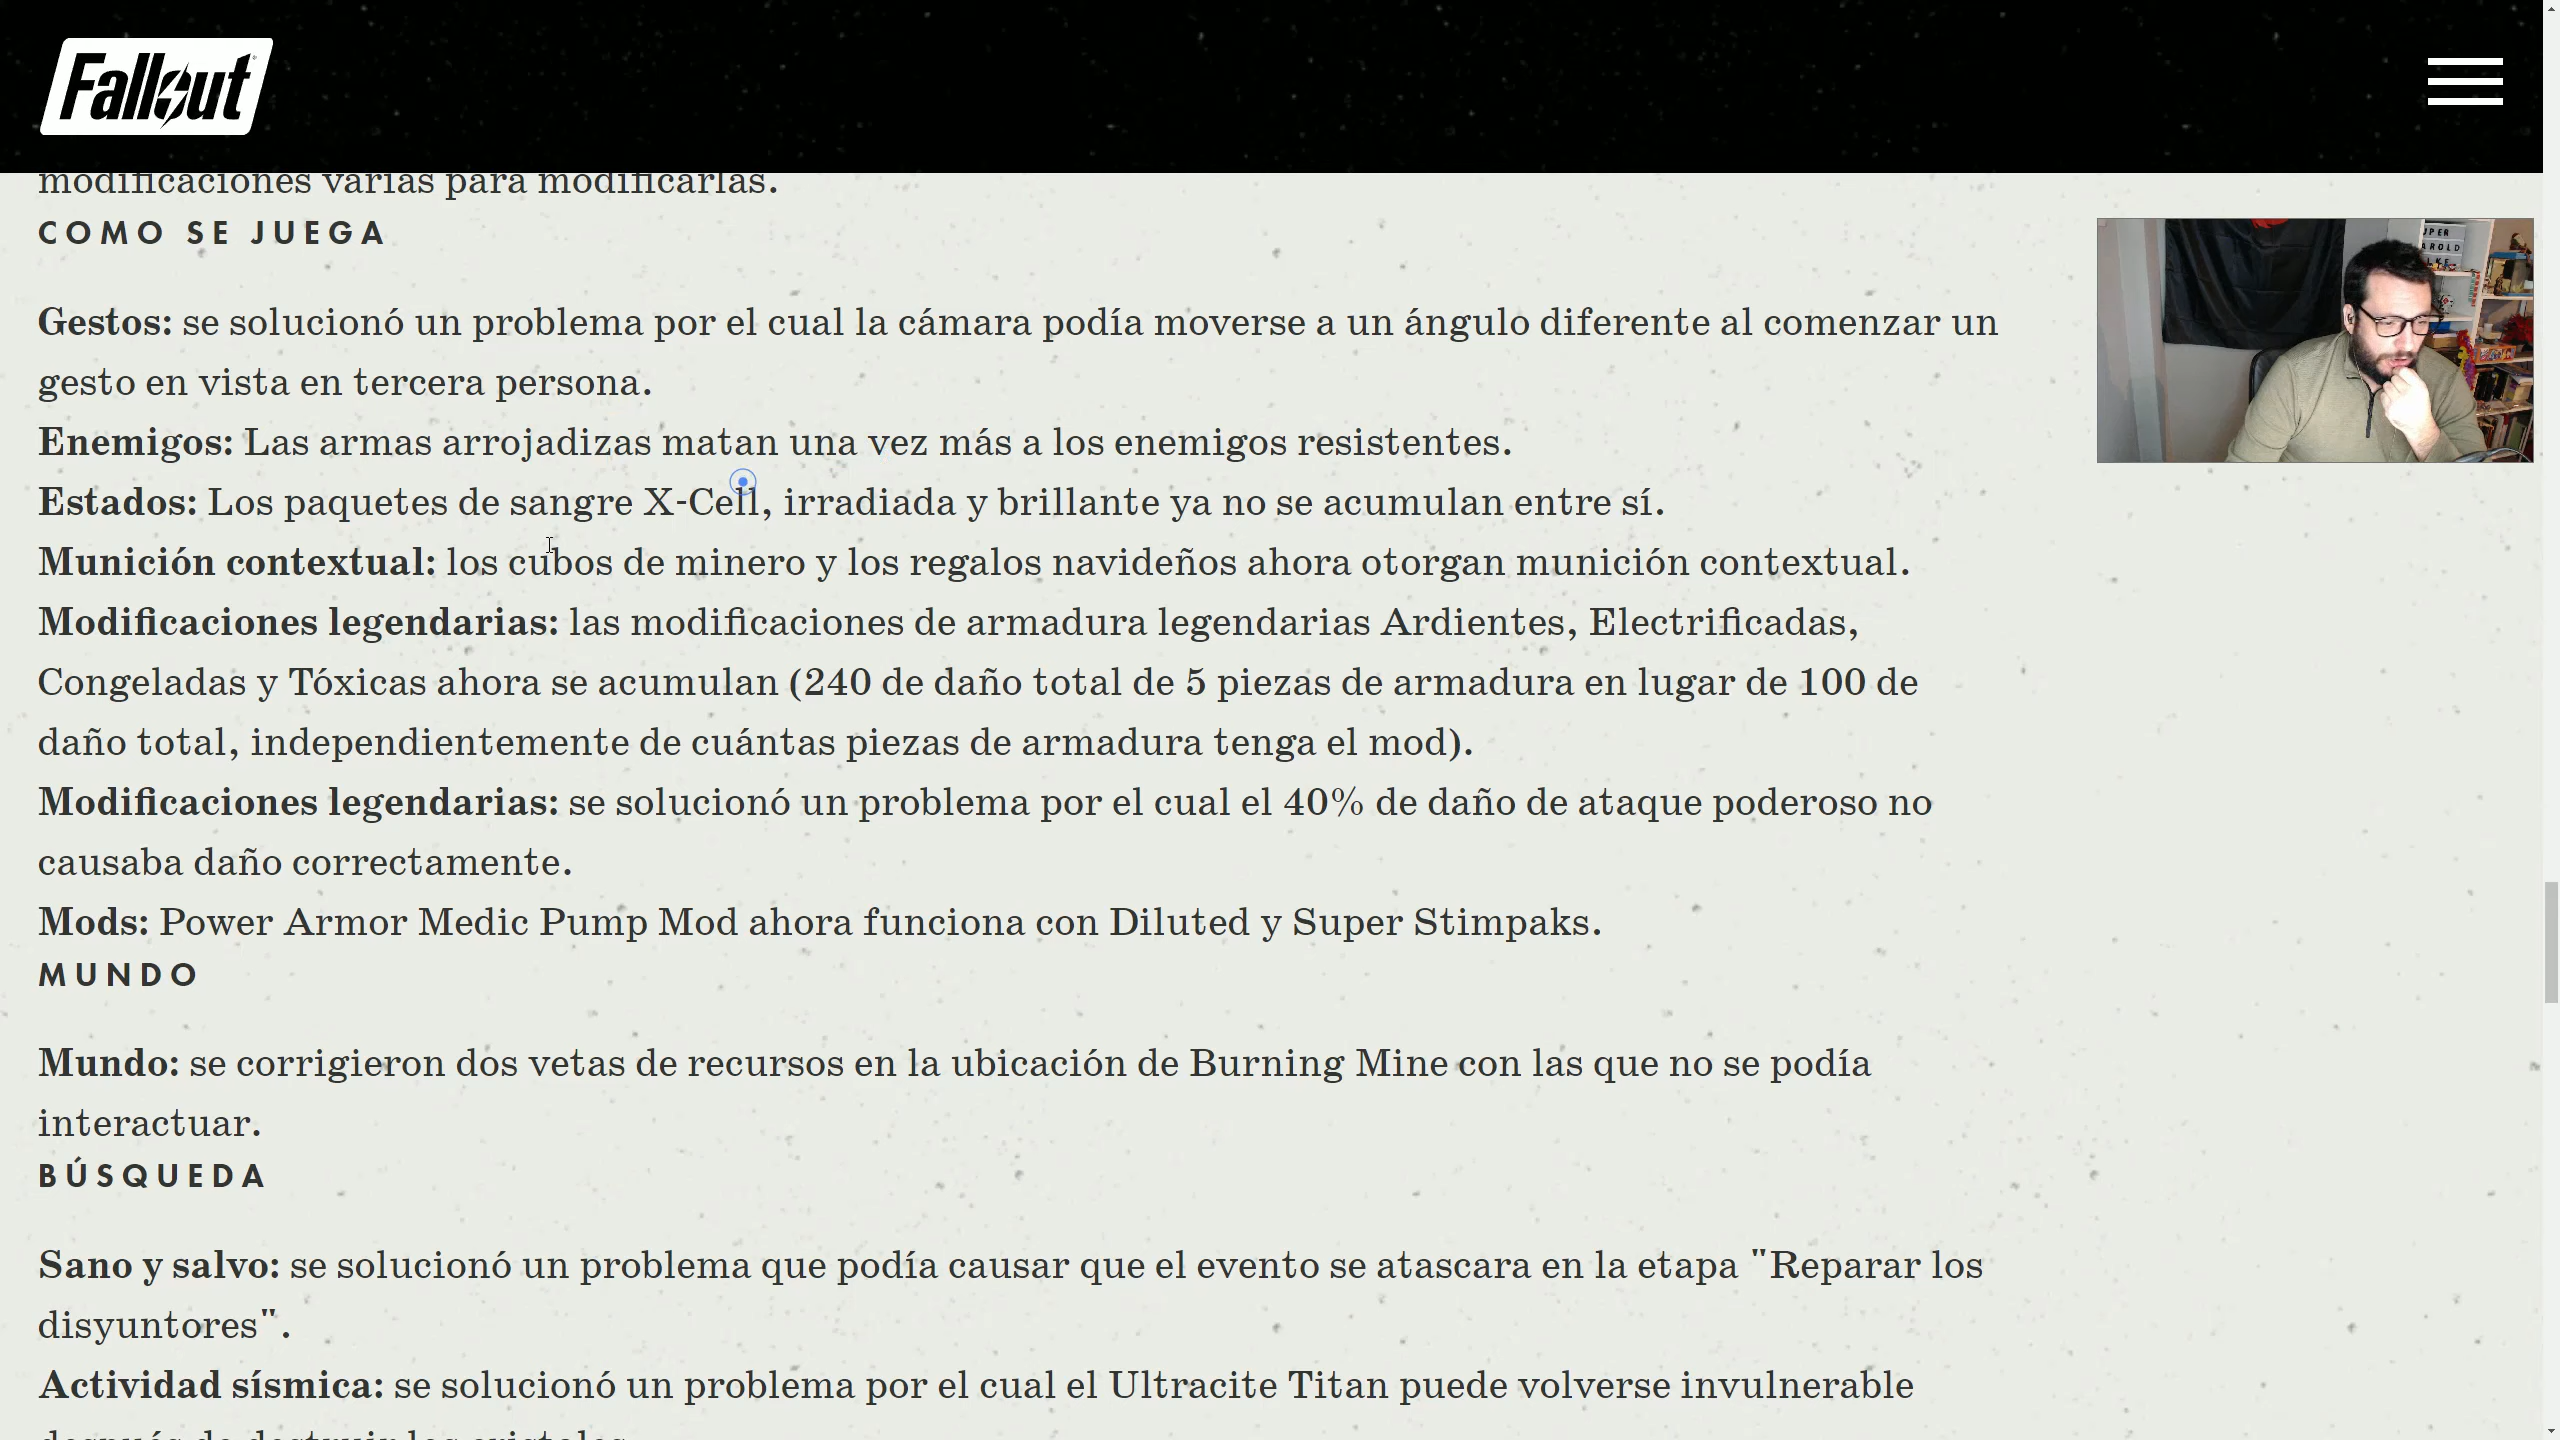 Fallout
modificaciones varias para modificarlas.
COMO SE JUEGA
Gestos: se solucionó un problema por el cual la cámara podía moverse a un ángulo diferente al comenzar un
gesto en vista en tercera persona.
Enemigos: Las armas arrojadizas matan una vez más a los enemigos resistentes.
Estados: Los paquetes de sangre X-Cell, irradiada y brillante ya no se acumulan entre sí.
Munición contextual: los cubos de minero y los regalos navideños ahora otorgan munición contextual.
Modificaciones legendarias: las modificaciones de armadura legendarias Ardientes, Electrificadas,
Congeladas y Tóxicas ahora se acumulan (240 de daño total de 5 piezas de armadura en lugar de 100 de
daño total, independientemente de cuántas piezas de armadura tenga el mod).
Modificaciones legendarias: se solucionó un problema por el cual el 40% de daño de ataque poderoso no
causaba daño correctamente.
Mods: Power Armor Medic Pump Mod ahora funciona con Diluted y Super Stimpaks.
MUNDO
Mundo: se corrigieron dos vetas de recursos en la ubicación de Burning Mine con las que no se podía
interactuar.
BÚSQUEDA
Sano y salvo: se solucionó un problema que podía causar que el evento se atascara en la etapa "Reparar los
disyuntores".
Actividad sísmica: se solucionó un problema por el cual el Ultracite Titan puede volverse invulnerable
después de destruir los cristales